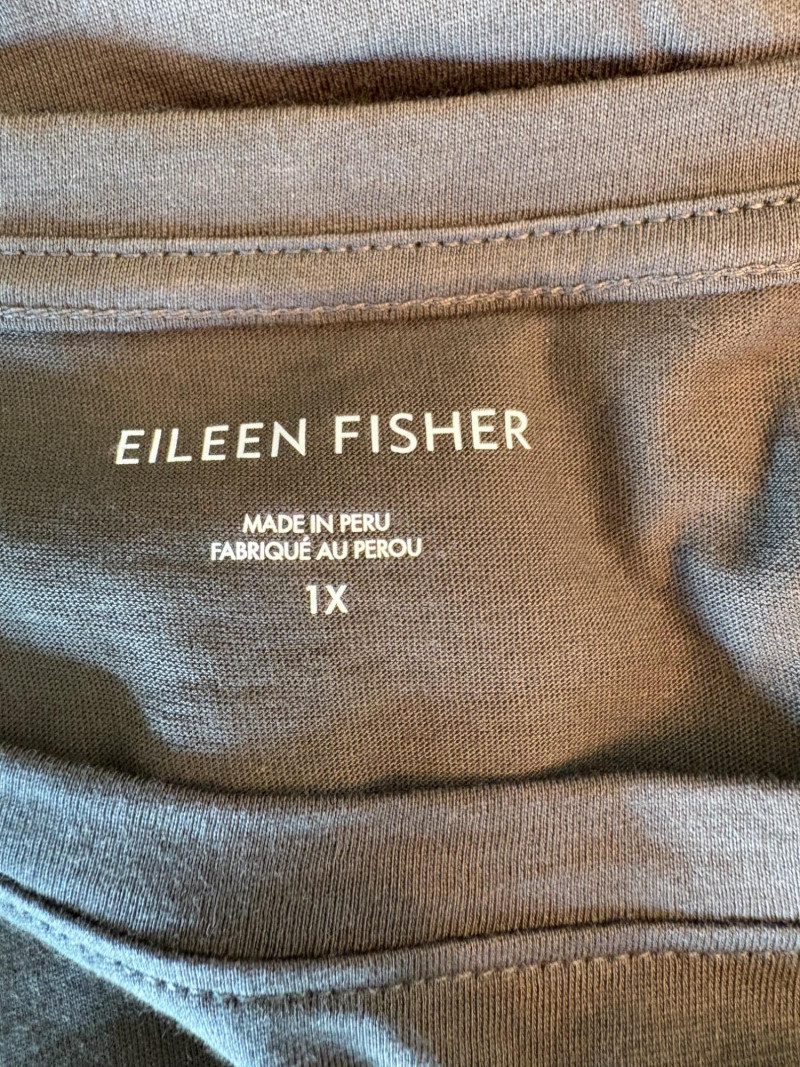 EILEEN FISHER
MADE IN PERU
FABRIQUÉ AU PEROU
1X